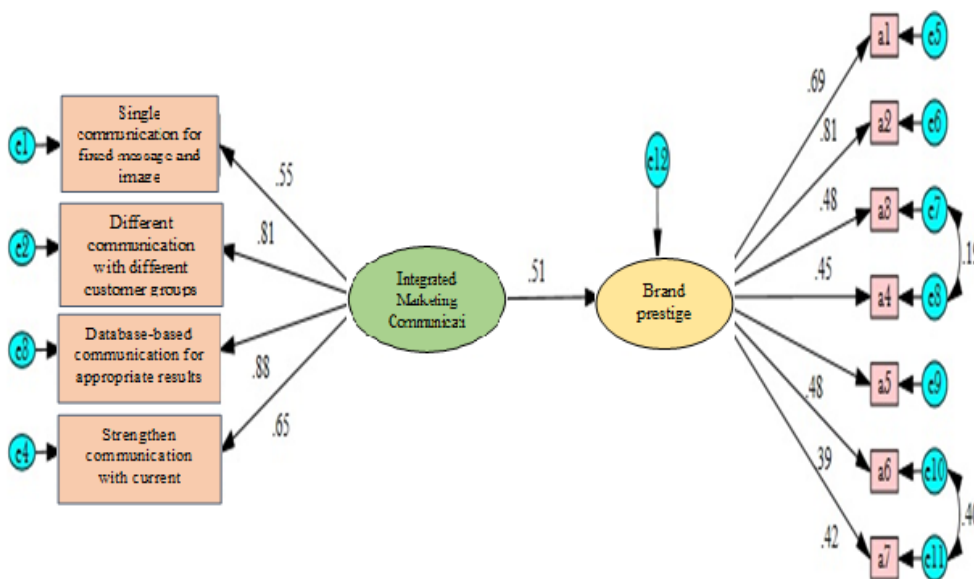 Single
communication for
fixed message and
image
e1
.55
Different
communication
with different
customer groups
e2
.81
Database-based
communication for
appropriate results
e3
.88
Strengthen
communication
with current
e4
.65
Integrated
Marketing
Communicati
.51
e12
Brand
prestige
.69
a1
e5
.81
a2
e6
.48
a3
e7
.45
a4
e8
.19
a5
e9
.48
a6
e10
.39
a7
e11
.42